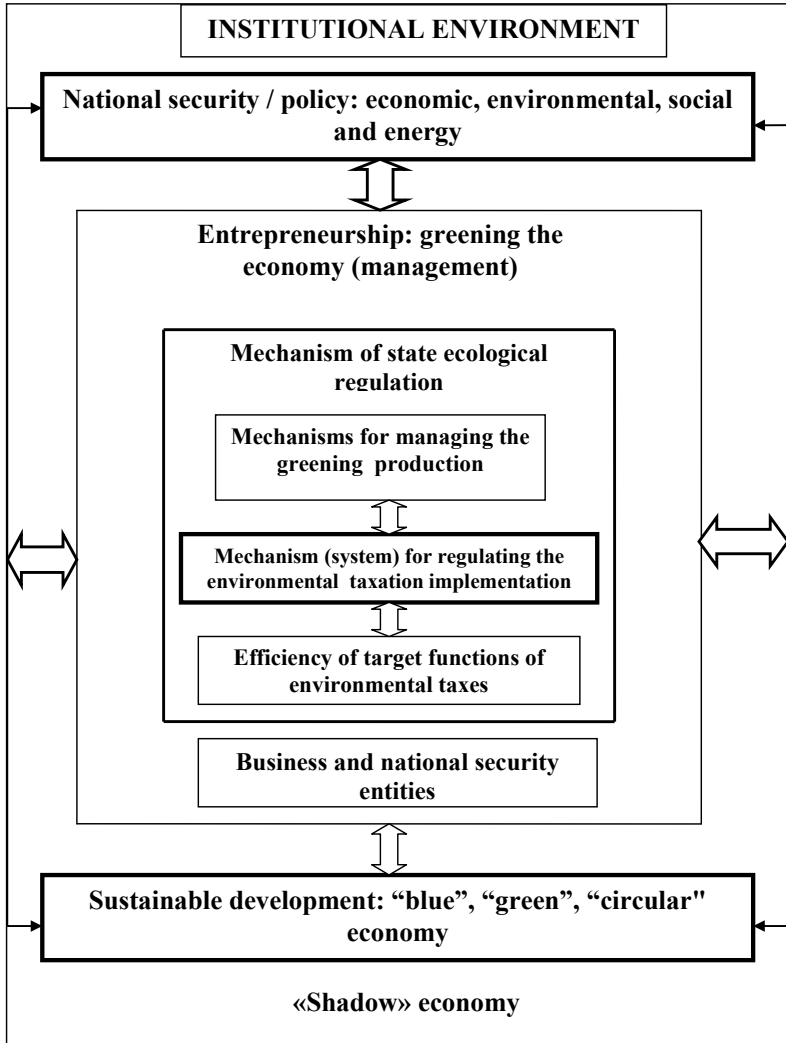 INSTITUTIONAL ENVIRONMENT
National security / policy: economic, environmental, social
and energy
Entrepreneurship: greening the
economy (management)
Mechanism of state ecological
regulation
Mechanisms for managing the
greening production
Mechanism (system) for regulating the
environmental taxation implementation
Efficiency of target functions of
environmental taxes
Business and national security
entities
Sustainable development: “blue”, “green”, “circular"
economy
«Shadow» economy